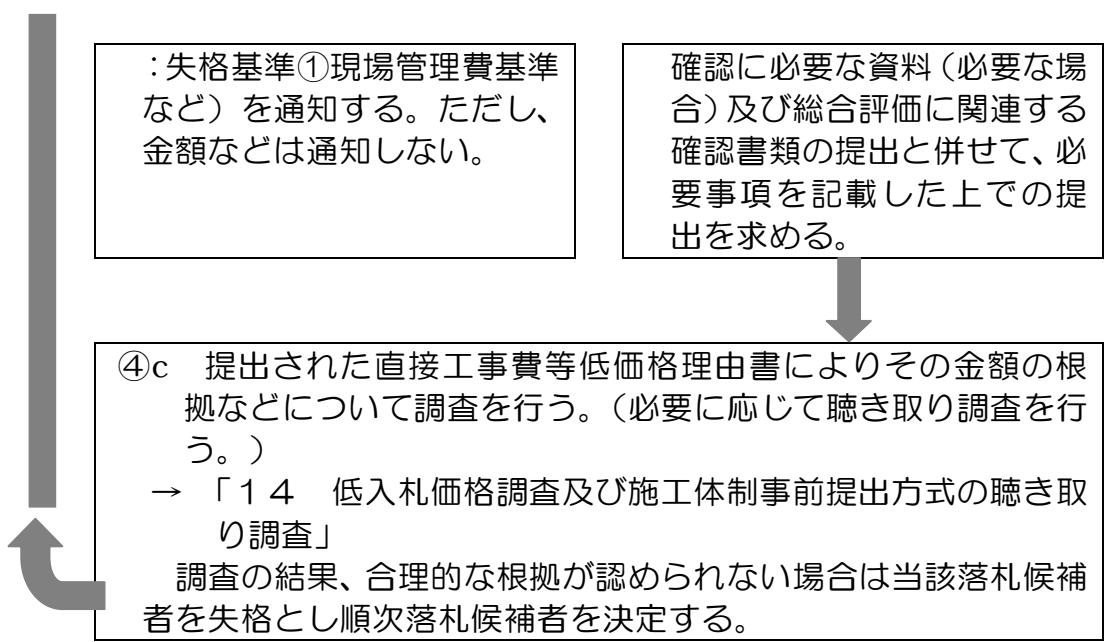 ：失格基準①現場管理費基準
など）を通知する。ただし、
金額などは通知しない。
確認に必要な資料（必要な場
合）及び総合評価に関連する
確認書類の提出と併せて、必
要事項を記載した上での提
出を求める。
④c　提出された直接工事費等低価格理由書によりその金額の根
拠などについて調査を行う。（必要に応じて聴き取り調査を行
う。）
→　「１４　低入札価格調査及び施工体制事前提出方式の聴き取
り調査」
調査の結果、合理的な根拠が認められない場合は当該落札候補
者を失格とし順次落札候補者を決定する。